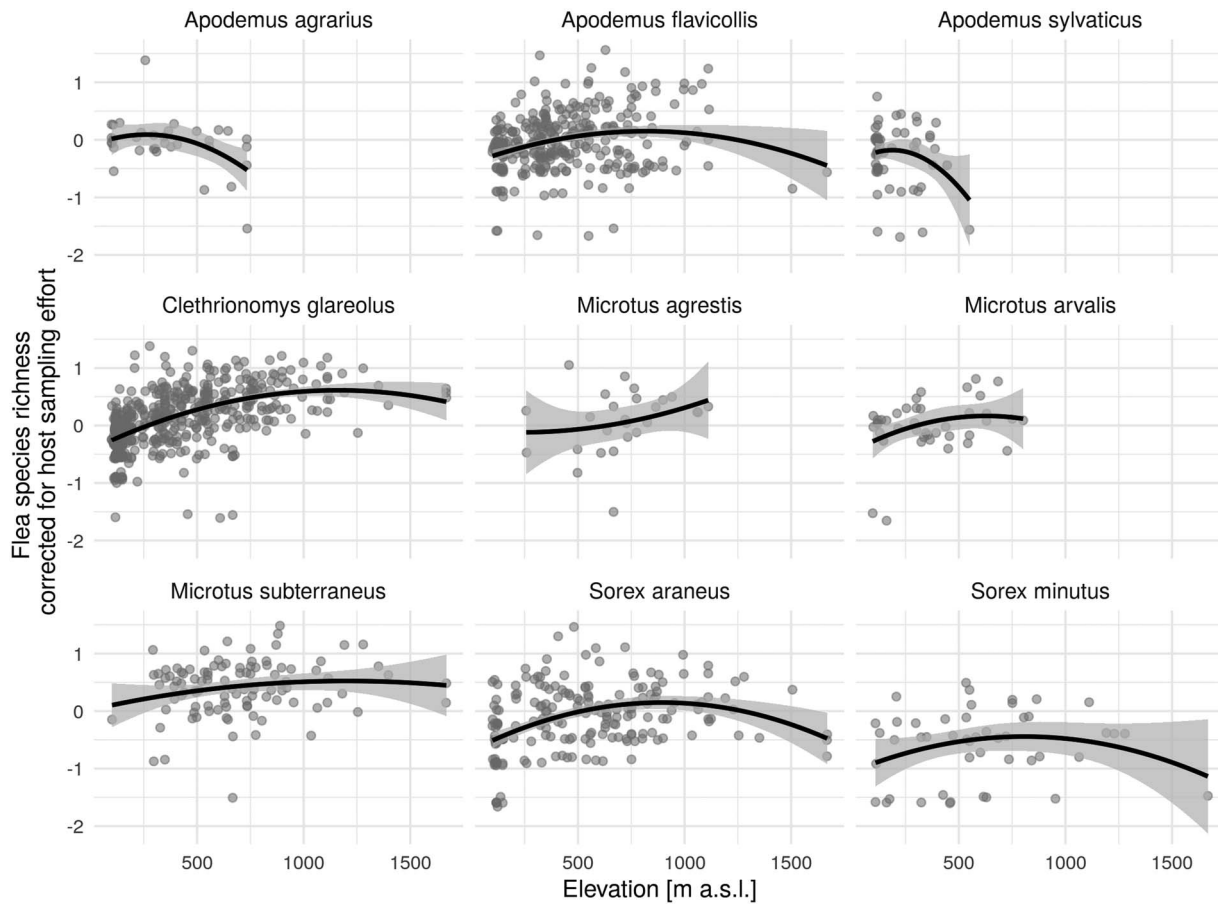 Apodemus agrarius
Apodemus flavicollis
Apodemus sylvaticus
1
0
-1
-2
Clethrionomys glareolus
Microtus agrestis
Microtus arvalis
Flea species richness
corrected for host sampling effort
1
0
-1
-2
Microtus subterraneus
Sorex araneus
Sorex minutus
1
0
-1
-2
500 1000 1500 500 1000 1500 500 1000 1500
Elevation [m a.s.l.]